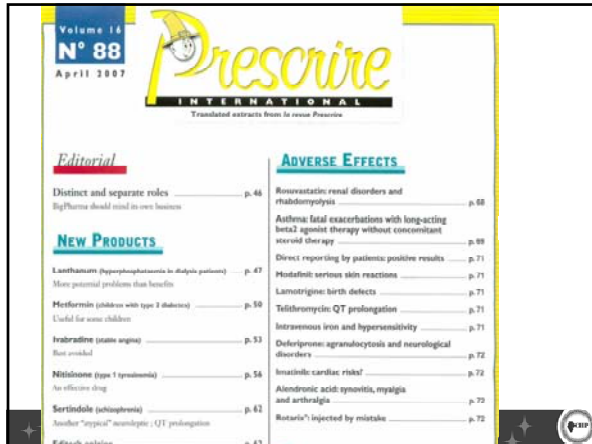 Volume 16
N° 88
April 2007
Prescrire
INTERNATIONAL
Translated extracts from la revue Prescrire
Editorial
Distinct and separate roles p. 46
BigPharma should mind its own business
NEW PRODUCTS
Lanthanum (hyperphosphataemia in dialysis patients) p. 47
More potential problems than benefits
Metformin (children with type 2 diabetes) p. 50
Useful for some children
Ivabradine (stable angina) p. 53
Best avoided
Nitisinone (type 1 tyrosinemia) p. 56
An effective drug
Sertindole (schizophrenia) p. 62
Another "atypical" neuroleptic ; QT prolongation
ADVERSE EFFECTS
Rosuvastatin: renal disorders and
rhabdomyolysis p. 68
Asthma: fatal exacerbations with long-acting
beta2 agonist therapy without concomitant
steroid therapy p. 69
Direct reporting by patients: positive results p. 71
Modafinil: serious skin reactions p. 71
Lamotrigine: birth defects p. 71
Telithromycin: QT prolongation p. 71
Intravenous iron and hypersensitivity p. 71
Deferiprone: agranulocytosis and neurological
disorders p. 72
Imatinib: cardiac risks? p. 72
Alendronic acid: synovitis, myalgia
and arthralgia p. 72
Rotarix®: injected by mistake p. 72